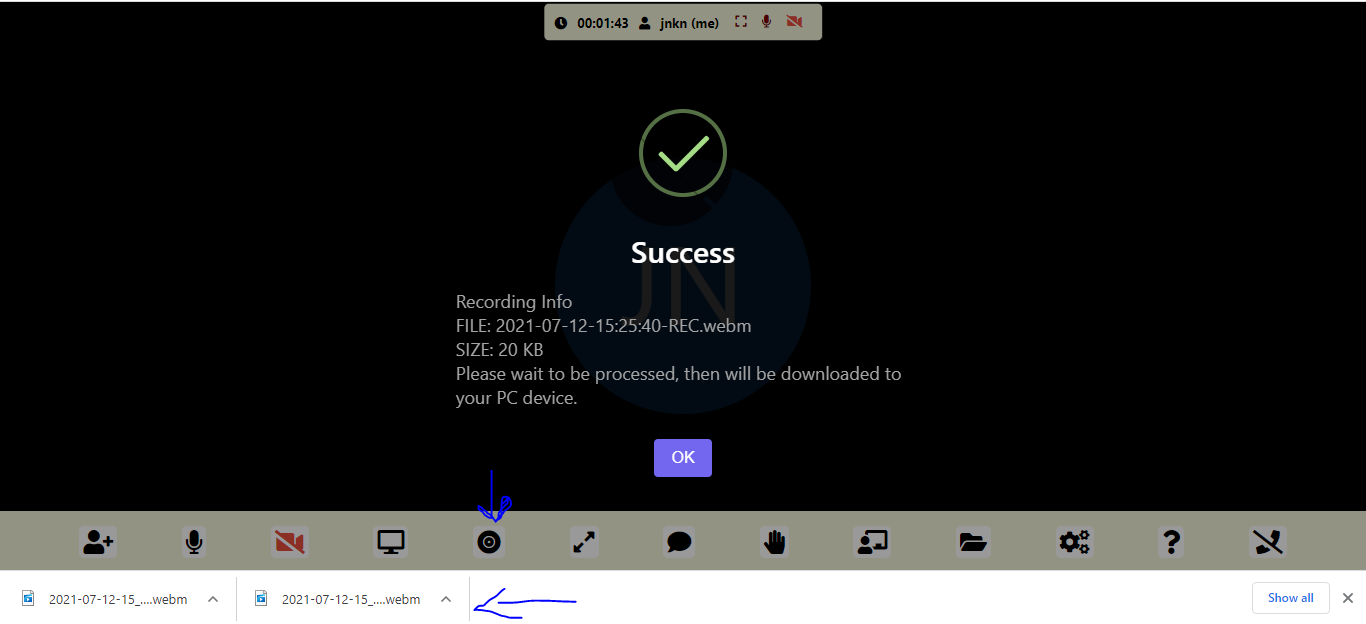 00:01:43 jnkn (me)
Success
JN
Recording Info
FILE: 2021-07-12-15:25:40-REC.webm
SIZE: 20 KB
Please wait to be processed, then will be downloaded to
your PC device.
OK
2021-07-12-15_....webm 2021-07-12-15_....webm Show all